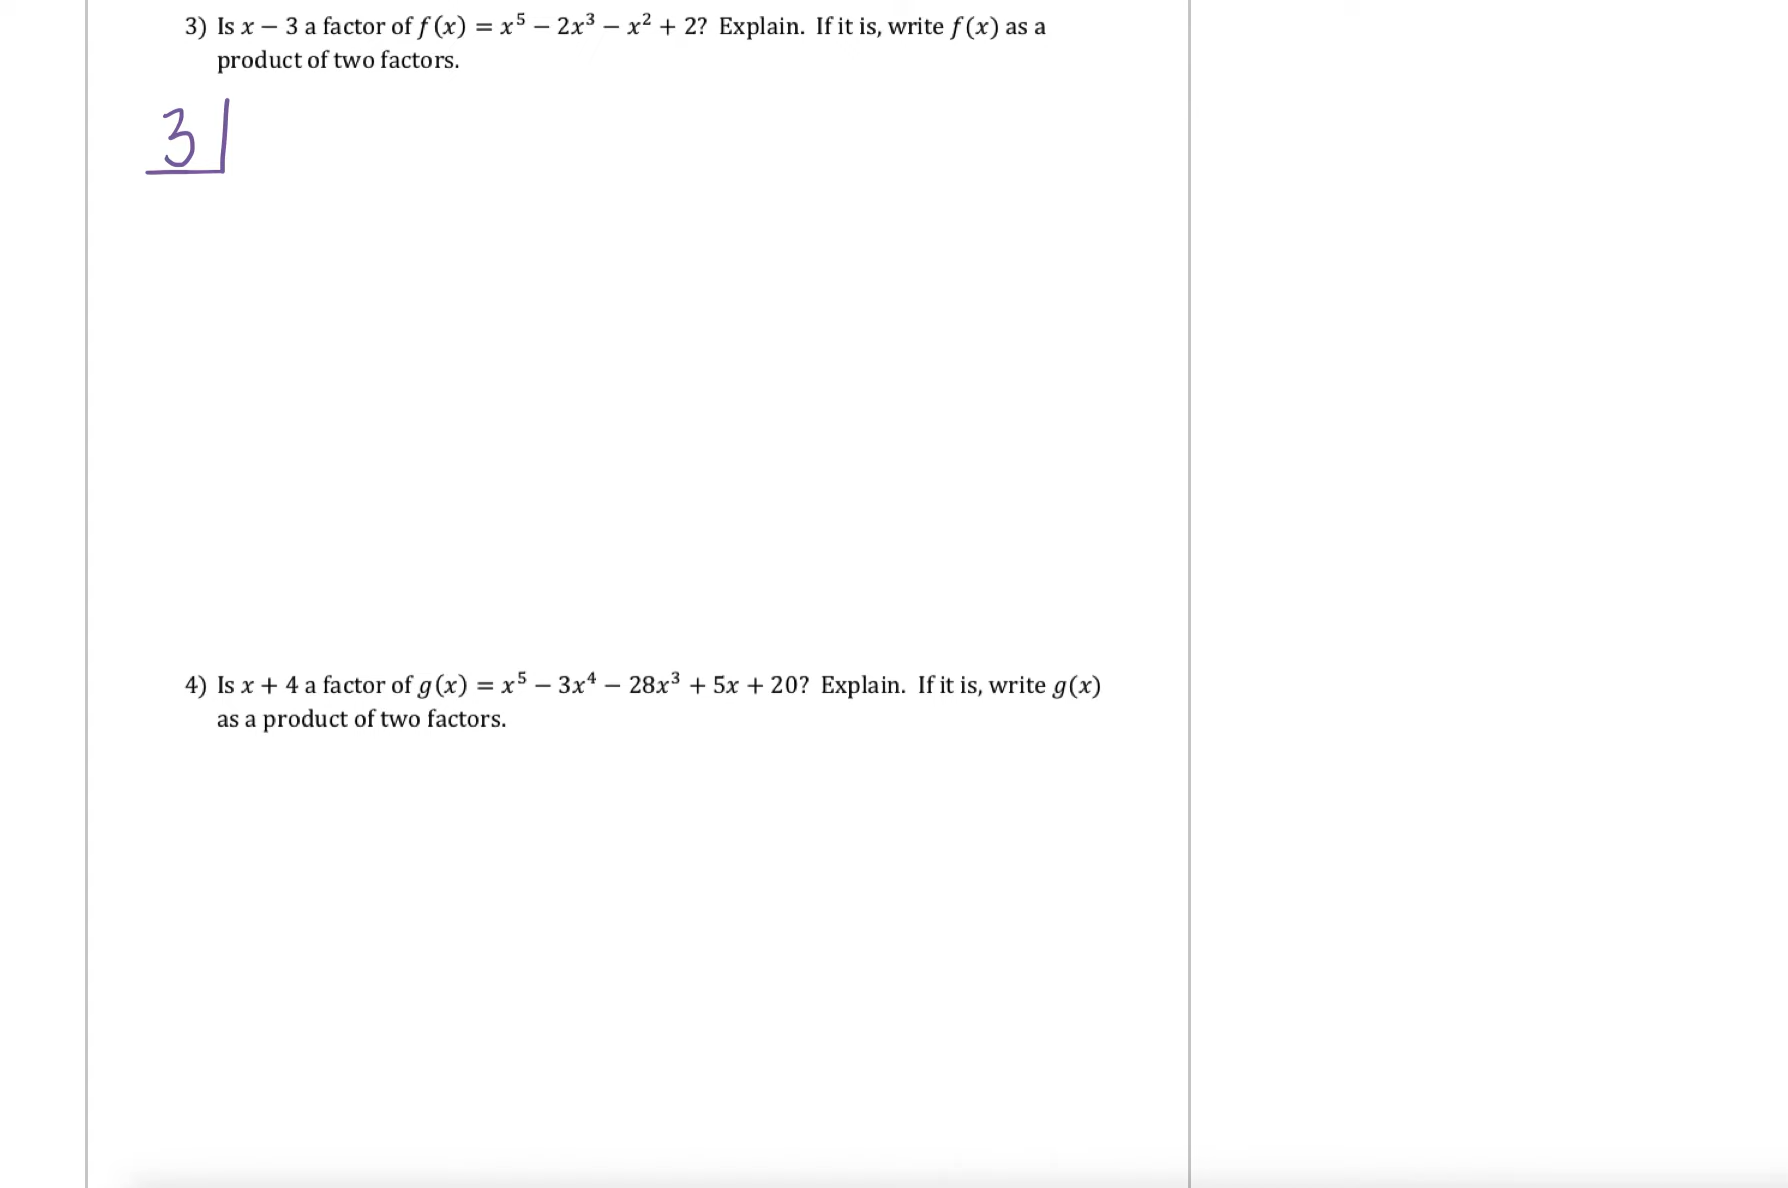 3) Is x − 3 a factor of f(x) = x⁵ − 2x³ − x² + 2? Explain. If it is, write f(x) as a
product of two factors.
3
4) Is x + 4 a factor of g(x) = x⁵ − 3x⁴ − 28x³ + 5x + 20? Explain. If it is, write g(x)
as a product of two factors.